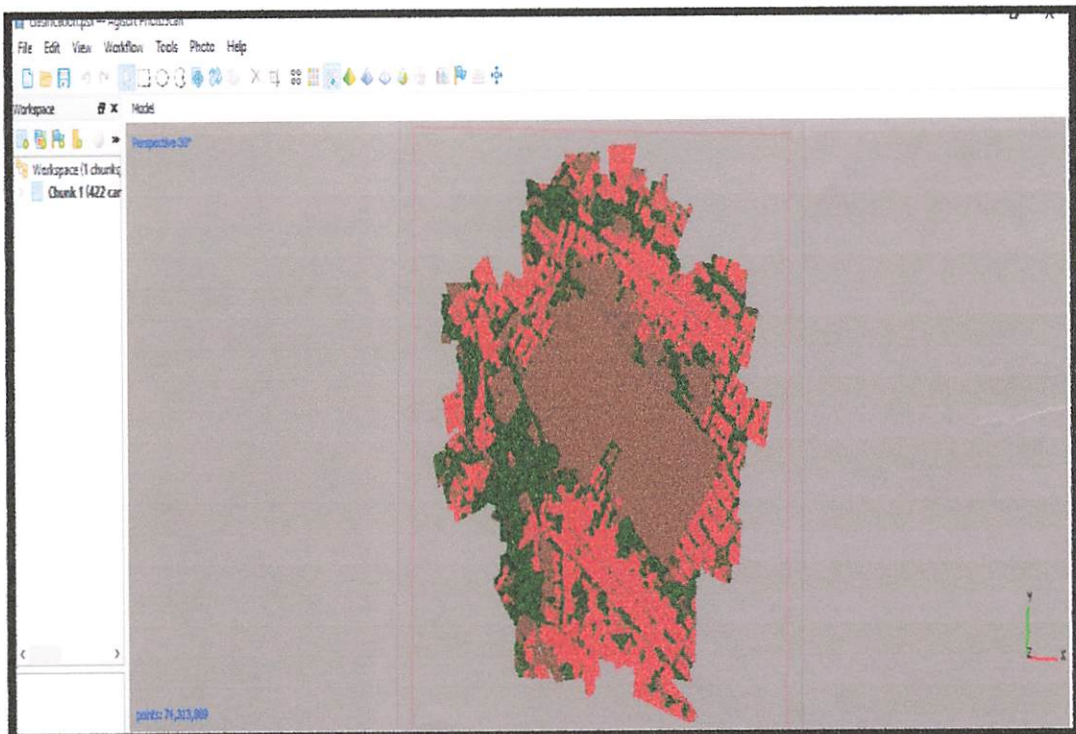 File Edit View Workflow Tools Photo Help
Workspace
Model
Perspective 30°
Workspace (1 chunks
Chunk 1 (422 car
points: 74,313,869
Y
Z X